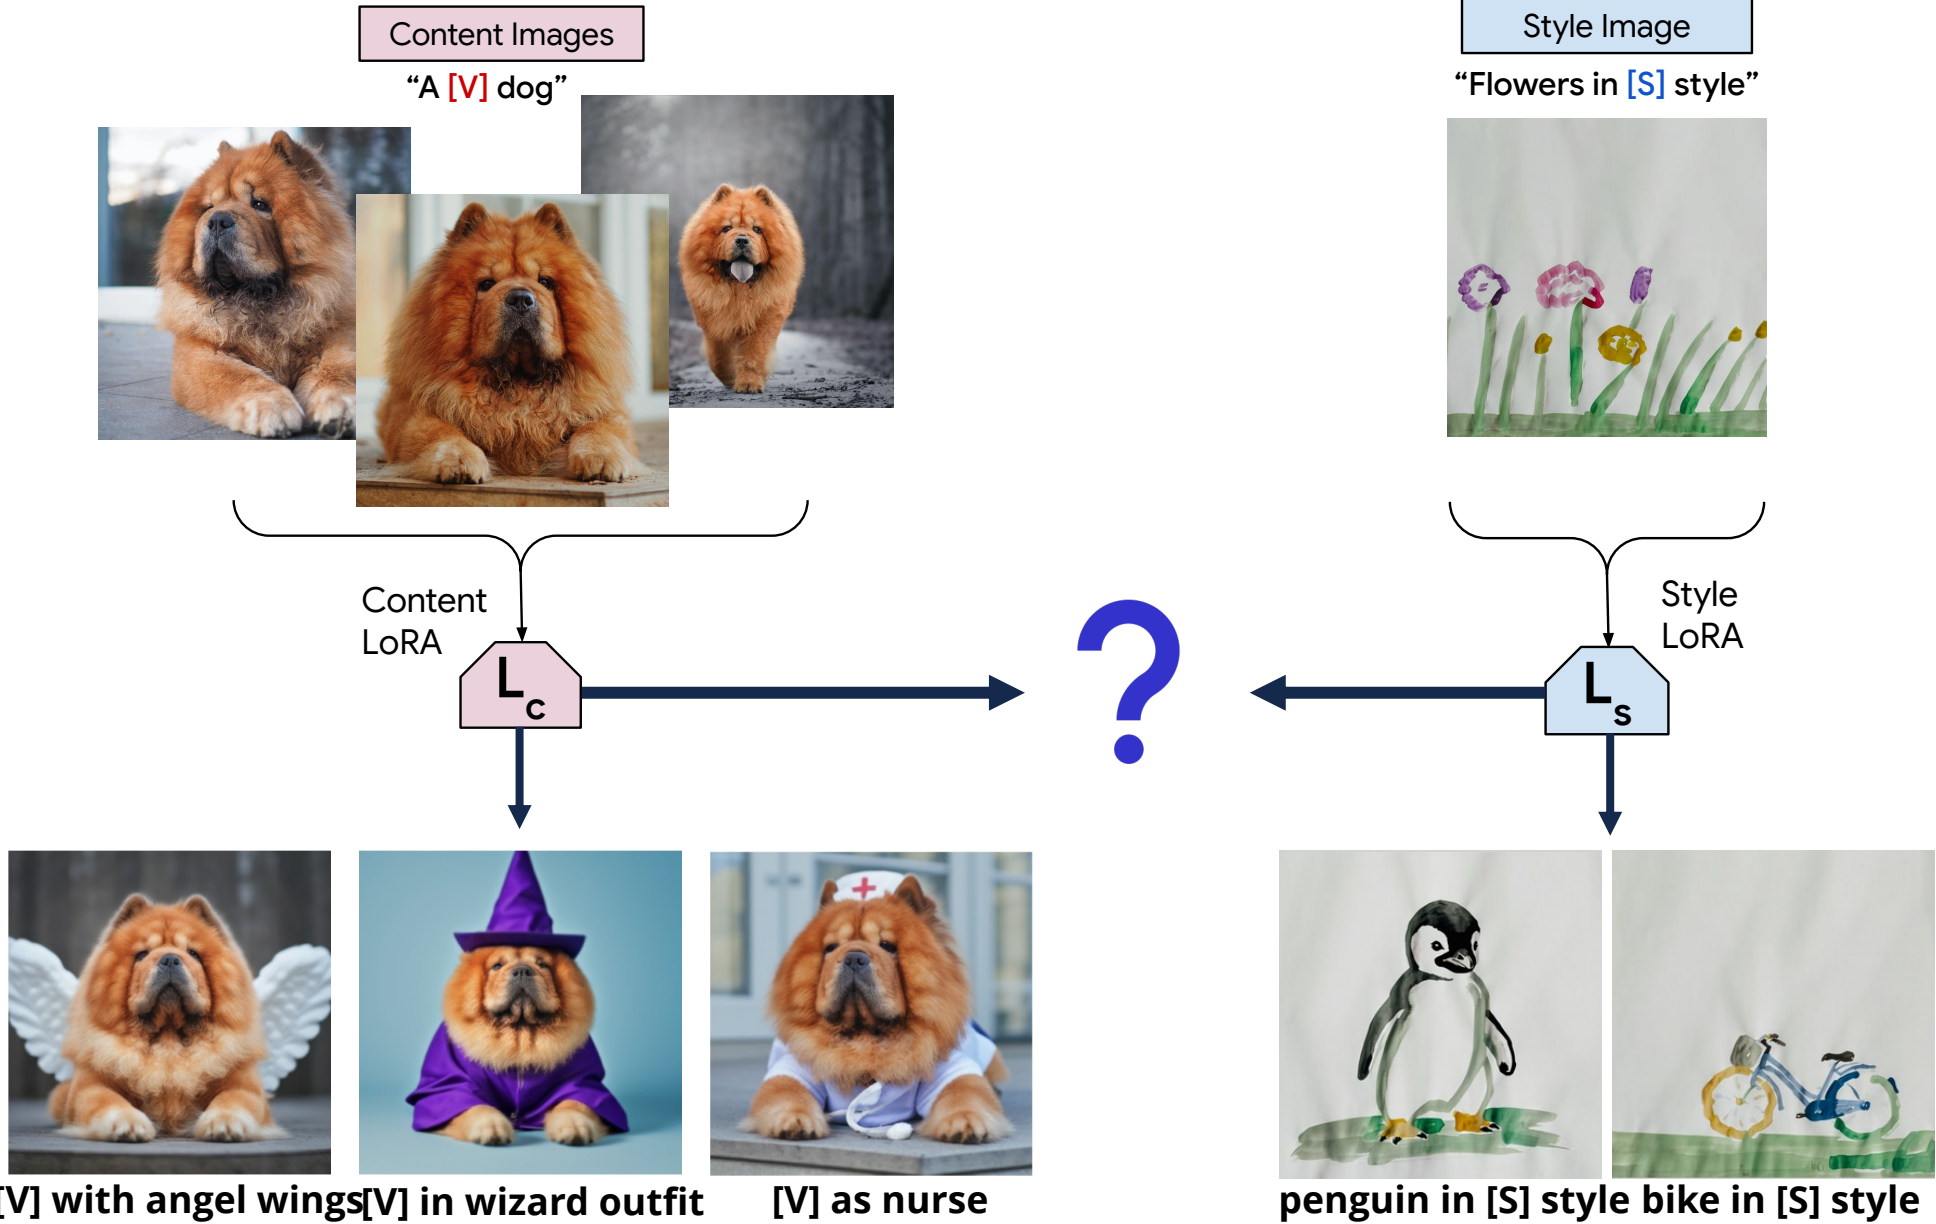 Content Images
“A [V] dog”
Style Image
“Flowers in [S] style”
Content
LoRA
Lc
Style
LoRA
Ls
[V] with angel wings
[V] in wizard outfit
[V] as nurse
penguin in [S] style
bike in [S] style